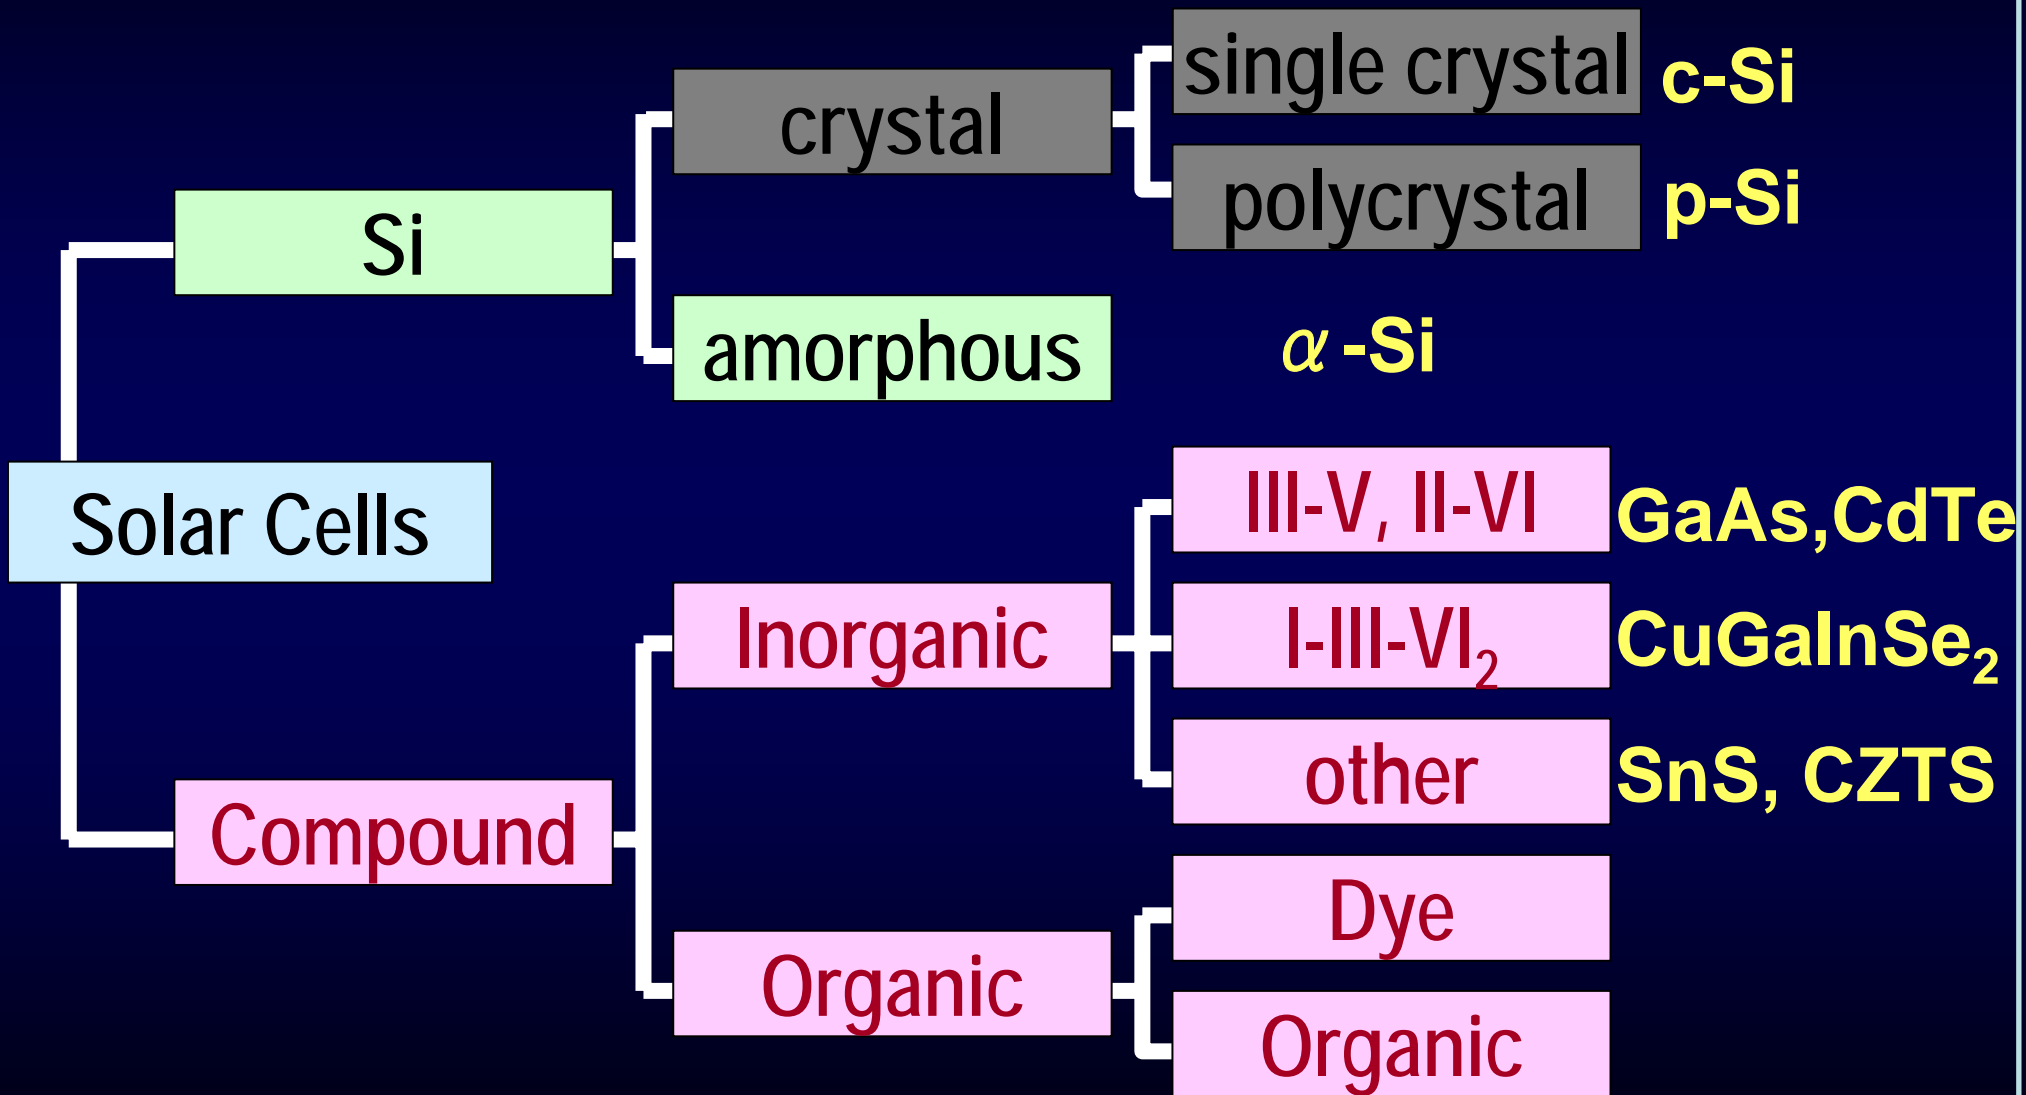 single crystal c-Si
crystal
polycrystal p-Si
Si
amorphous α-Si
III-V, II-VI GaAs,CdTe
Solar Cells
Inorganic I-III-VI₂ CuGaInSe₂
other SnS, CZTS
Compound
Dye
Organic
Organic